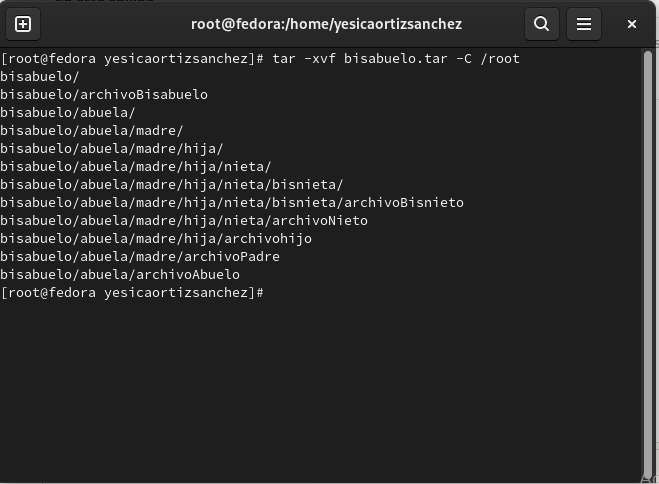 root@fedora:/home/yesicaortizsanchez
[root@fedora yesicaortizsanchez]# tar -xvf bisabuelo.tar -C /root
bisabuelo/
bisabuelo/archivoBisabuelo
bisabuelo/abuela/
bisabuelo/abuela/madre/
bisabuelo/abuela/madre/hija/
bisabuelo/abuela/madre/hija/nieta/
bisabuelo/abuela/madre/hija/nieta/bisnieta/
bisabuelo/abuela/madre/hija/nieta/bisnieta/archivoBisnieto
bisabuelo/abuela/madre/hija/nieta/archivoNieto
bisabuelo/abuela/madre/hija/archivohijo
bisabuelo/abuela/madre/archivoPadre
bisabuelo/abuela/archivoAbuelo
[root@fedora yesicaortizsanchez]#